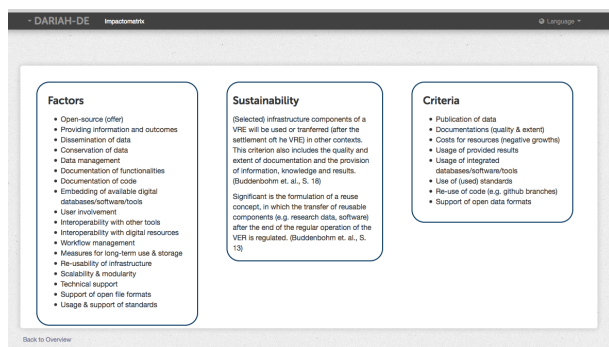 DARIAH-DE Impactomatrix Language
Factors
Open-source (offer)
Providing information and outcomes
Dissemination of data
Conservation of data
Data management
Documentation of functionalities
Documentation of code
Embedding of available digital
databases/software/tools
User involvement
Interoperability with other tools
Interoperability with digital resources
Workflow management
Measures for long-term use & storage
Re-usability of infrastructure
Scalability & modularity
Technical support
Support of open file formats
Usage & support of standards
Sustainability
(Selected) infrastructure components of a
VRE will be used or tranferred (after the
settlement oft he VRE) in other contexts.
This criterion also includes the quality and
extent of documentation and the provision
of information, knowledge and results.
(Buddenbohm et. al., S. 18)
Significant is the formulation of a reuse
concept, in which the transfer of reusable
components (e.g. research data, software)
after the end of the regular operation of the
VER is regulated. (Buddenbohm et. al., S.
13)
Criteria
Publication of data
Documentations (quality & extent)
Costs for resources (negative growths)
Usage of provided results
Usage of integrated
databases/software/tools
Use of (used) standards
Re-use of code (e.g. github branches)
Support of open data formats
Back to Overview